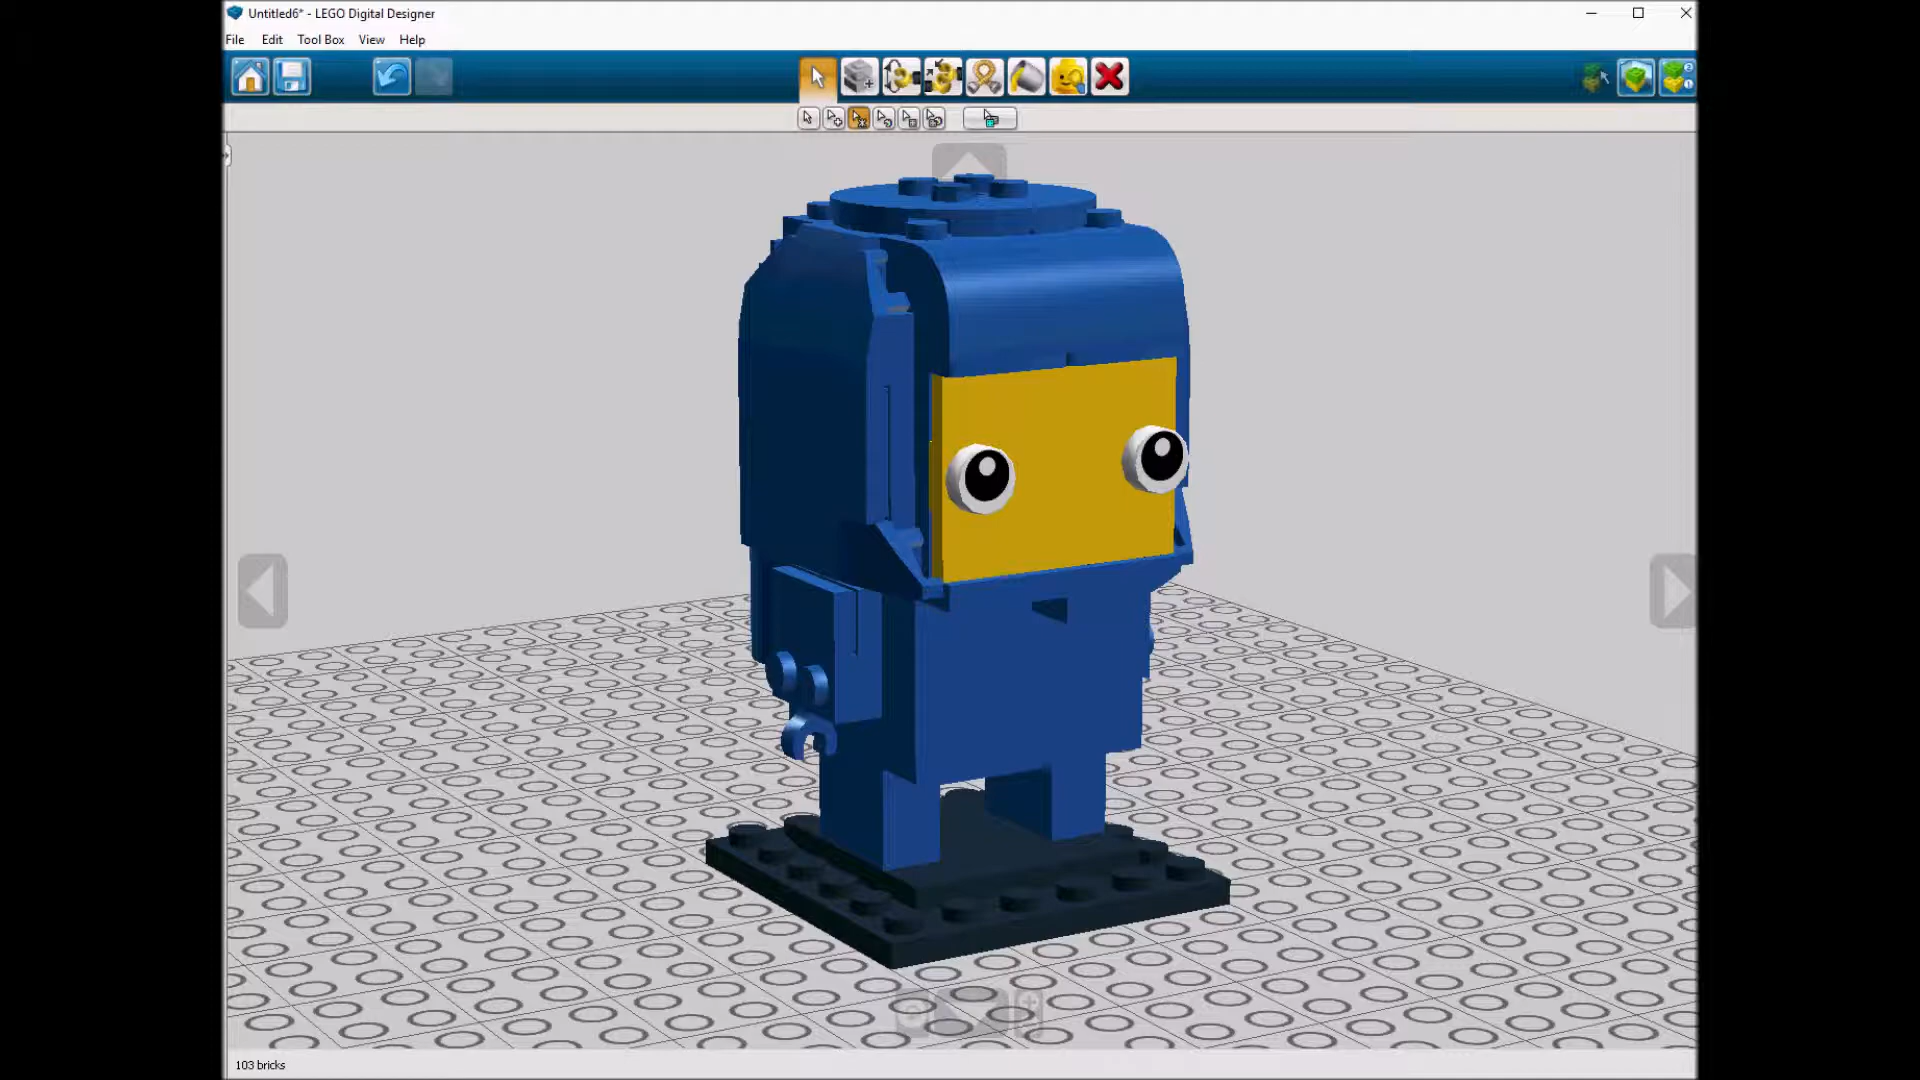 Untitled6* - LEGO Digital Designer
File Edit Tool Box View Help
103 bricks